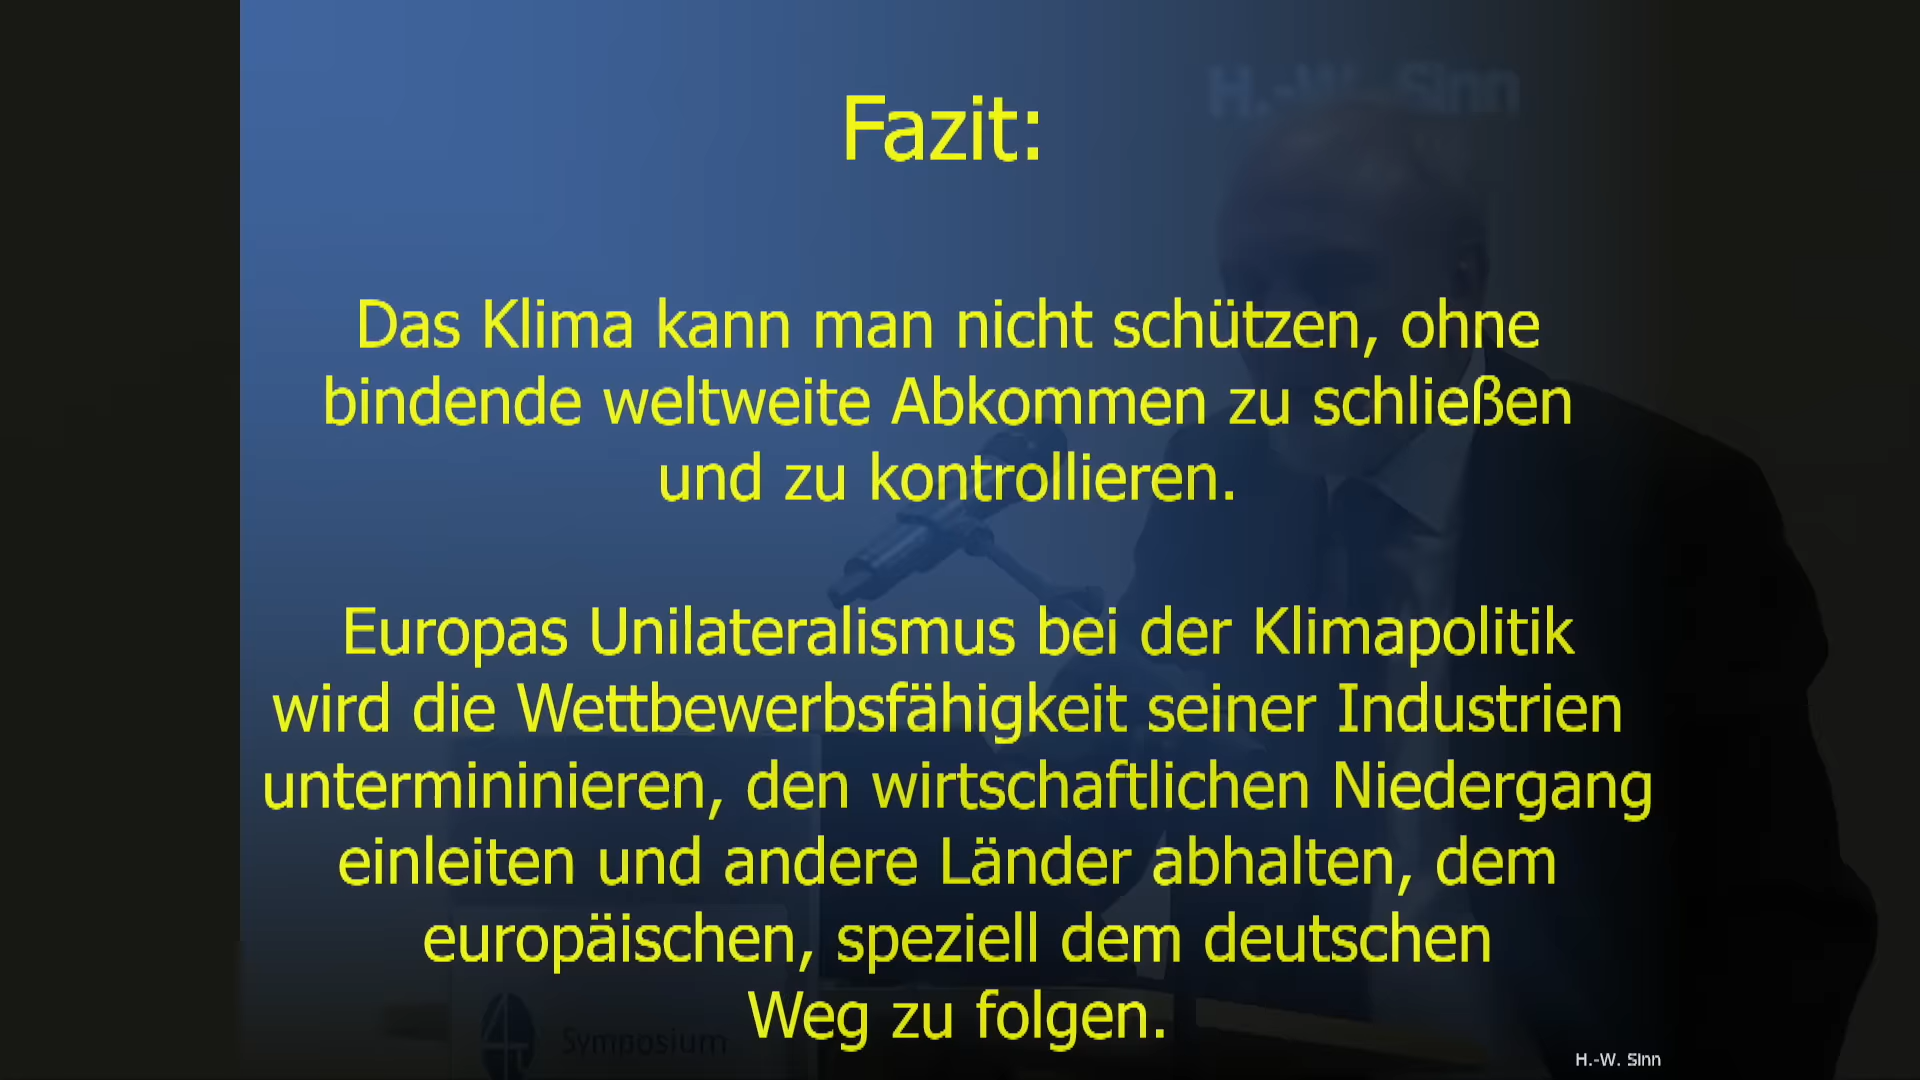 H.-W. Sinn
Fazit:
Das Klima kann man nicht schützen, ohne
bindende weltweite Abkommen zu schließen
und zu kontrollieren.
Europas Unilateralismus bei der Klimapolitik
wird die Wettbewerbsfähigkeit seiner Industrien
untermininieren, den wirtschaftlichen Niedergang
einleiten und andere Länder abhalten, dem
europäischen, speziell dem deutschen
Weg zu folgen.
Symposium
H.-W. Sinn